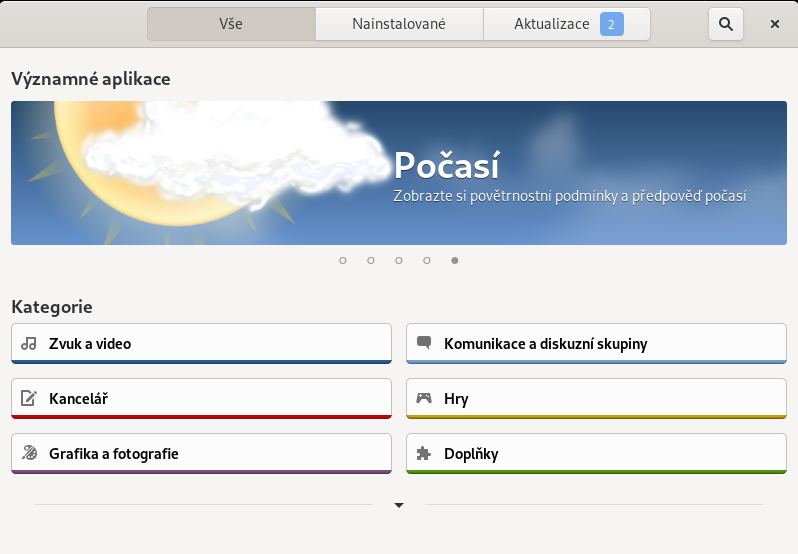 Vše
Nainstalované
Aktualizace 2
Významné aplikace
Počasí
Zobrazte si povětrnostní podmínky a předpověď počasí
Kategorie
Zvuk a video
Komunikace a diskuzní skupiny
Kancelář
Hry
Grafika a fotografie
Doplňky